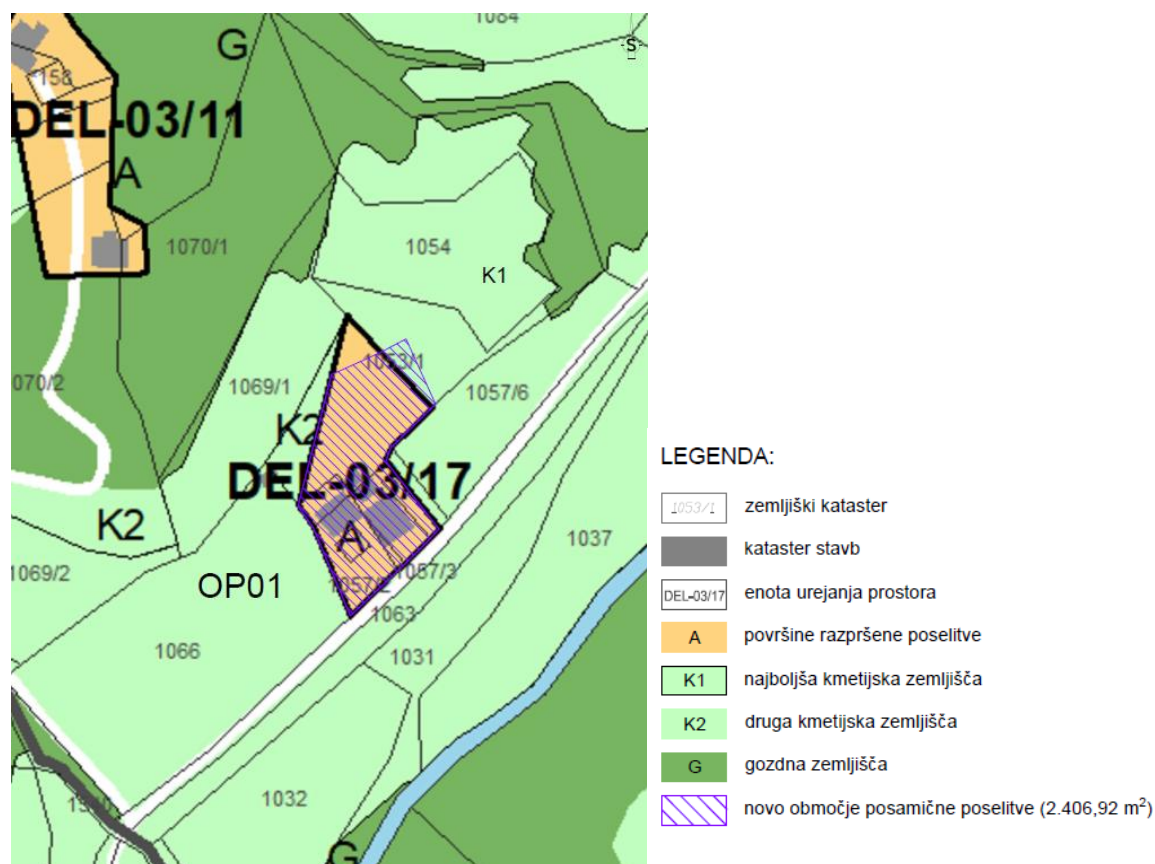 1084
G
S
158
DEL-03/11
A
1070/1
1054
K1
1053/1
070/2
1069/1
1057/6
K2
DEL-03/17
K2
A
1037
1069/2
OP01
1057/2
1057/3
1063
1066
1031
1032
G
LEGENDA:
1053/1 zemljiški kataster
kataster stavb
DEL-03/17 enota urejanja prostora
A površine razpršene poselitve
K1 najboljša kmetijska zemljišča
K2 druga kmetijska zemljišča
G gozdna zemljišča
novo območje posamične poselitve (2.406,92 m²)